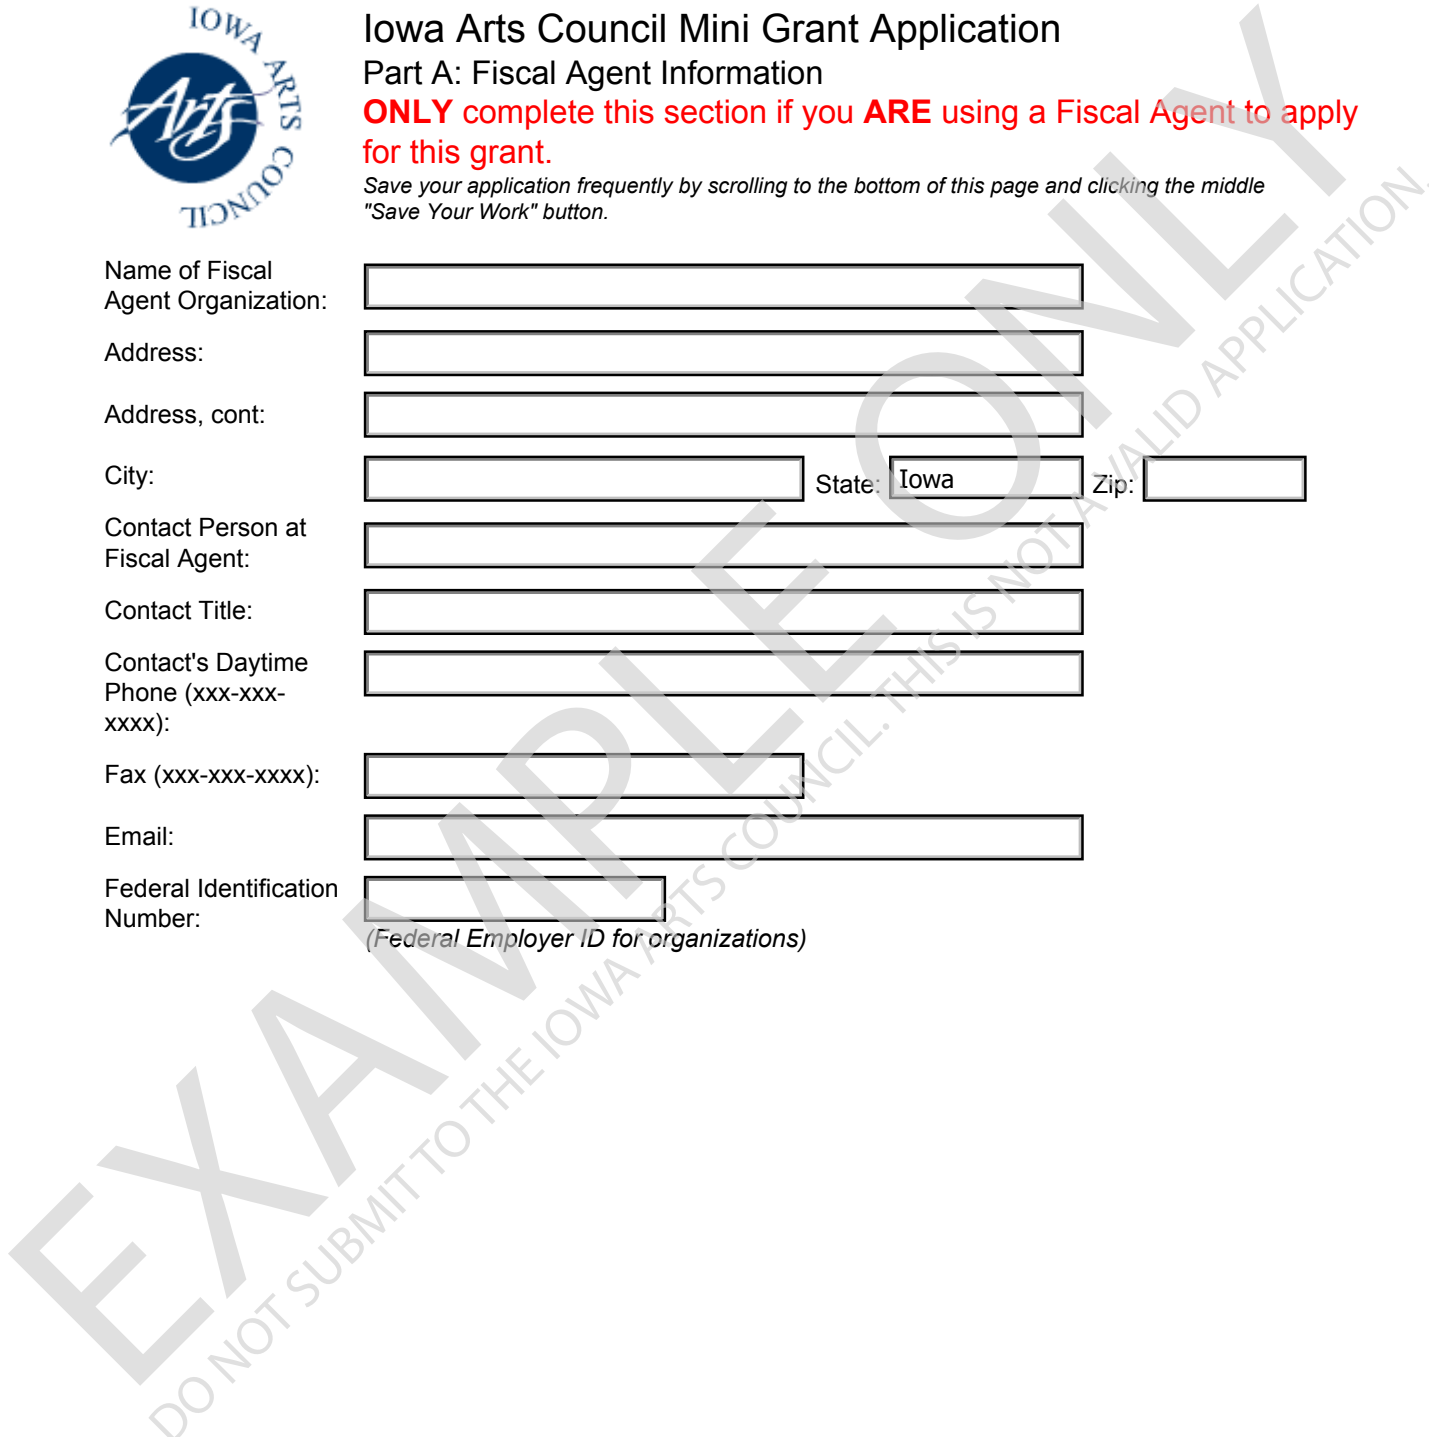 IOWA ARTS COUNCIL
Arts
Iowa Arts Council Mini Grant Application
Part A: Fiscal Agent Information
ONLY complete this section if you ARE using a Fiscal Agent to apply
for this grant.
Save your application frequently by scrolling to the bottom of this page and clicking the middle
"Save Your Work" button.
Name of Fiscal
Agent Organization:
Address:
Address, cont:
City:
State: Iowa
Zip:
Contact Person at
Fiscal Agent:
Contact Title:
Contact's Daytime
Phone (xxx-xxx-
xxxx):
Fax (xxx-xxx-xxxx):
Email:
Federal Identification
Number:
(Federal Employer ID for organizations)
EXAMPLE ONLY
DO NOT SUBMIT TO THE IOWA ARTS COUNCIL. THIS IS NOT A VALID APPLICATION.